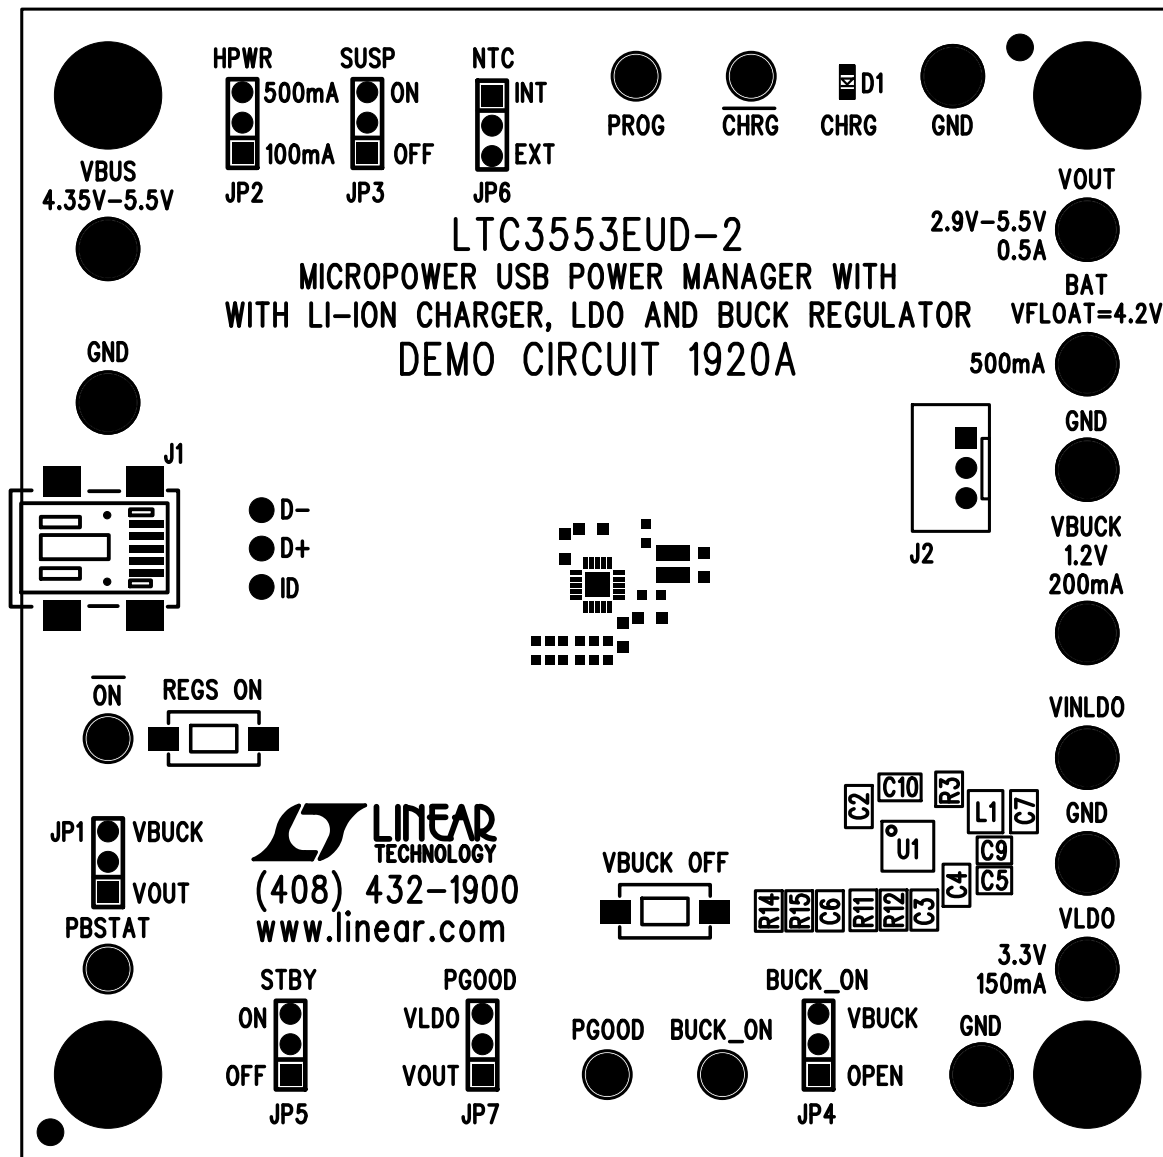 HPWR
SUSP
NTC
500mA
ON
INT
D1
PROG
CHRG
CHRG
GND
100mA
OFF
EXT
JP2
JP3
JP6
VBUS
4.35V-5.5V
VOUT
2.9V-5.5V
0.5A
LTC3553EUD-2
MICROPOWER USB POWER MANAGER WITH
WITH LI-ION CHARGER, LDO AND BUCK REGULATOR
DEMO CIRCUIT 1920A
BAT
VFLOAT=4.2V
500mA
GND
GND
J1
D-
D+
ID
J2
VBUCK
1.2V
200mA
ON
REGS ON
VINLDO
JP1
VBUCK
VOUT
PBSTAT
LINEAR
TECHNOLOGY
(408) 432-1900
www.linear.com
VBUCK OFF
C2
C10
R3
L1
C7
U1
C9
C5
C4
R14
R15
C6
R11
R12
C3
GND
VLDO
3.3V
150mA
STBY
ON
OFF
JP5
PGOOD
VLDO
VOUT
JP7
PGOOD
BUCK_ON
BUCK_ON
VBUCK
OPEN
JP4
GND